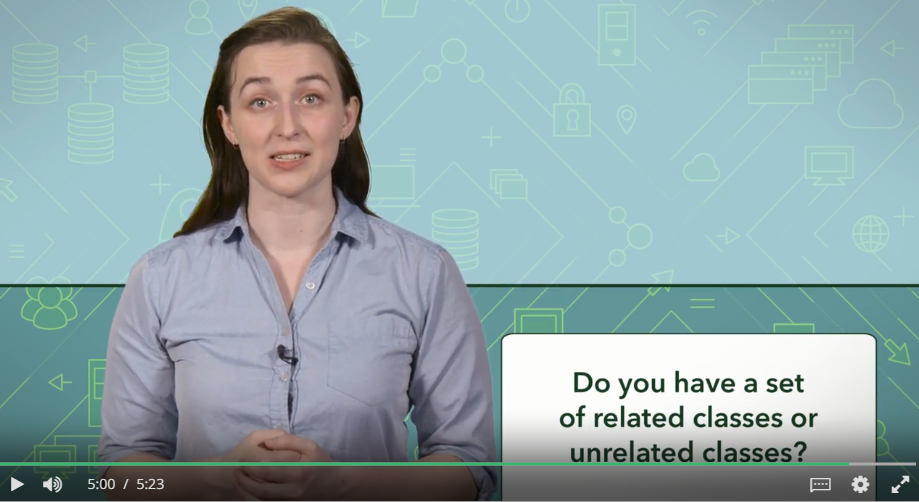 Do you have a set
of related classes or
unrelated classes?
5:00 / 5:23